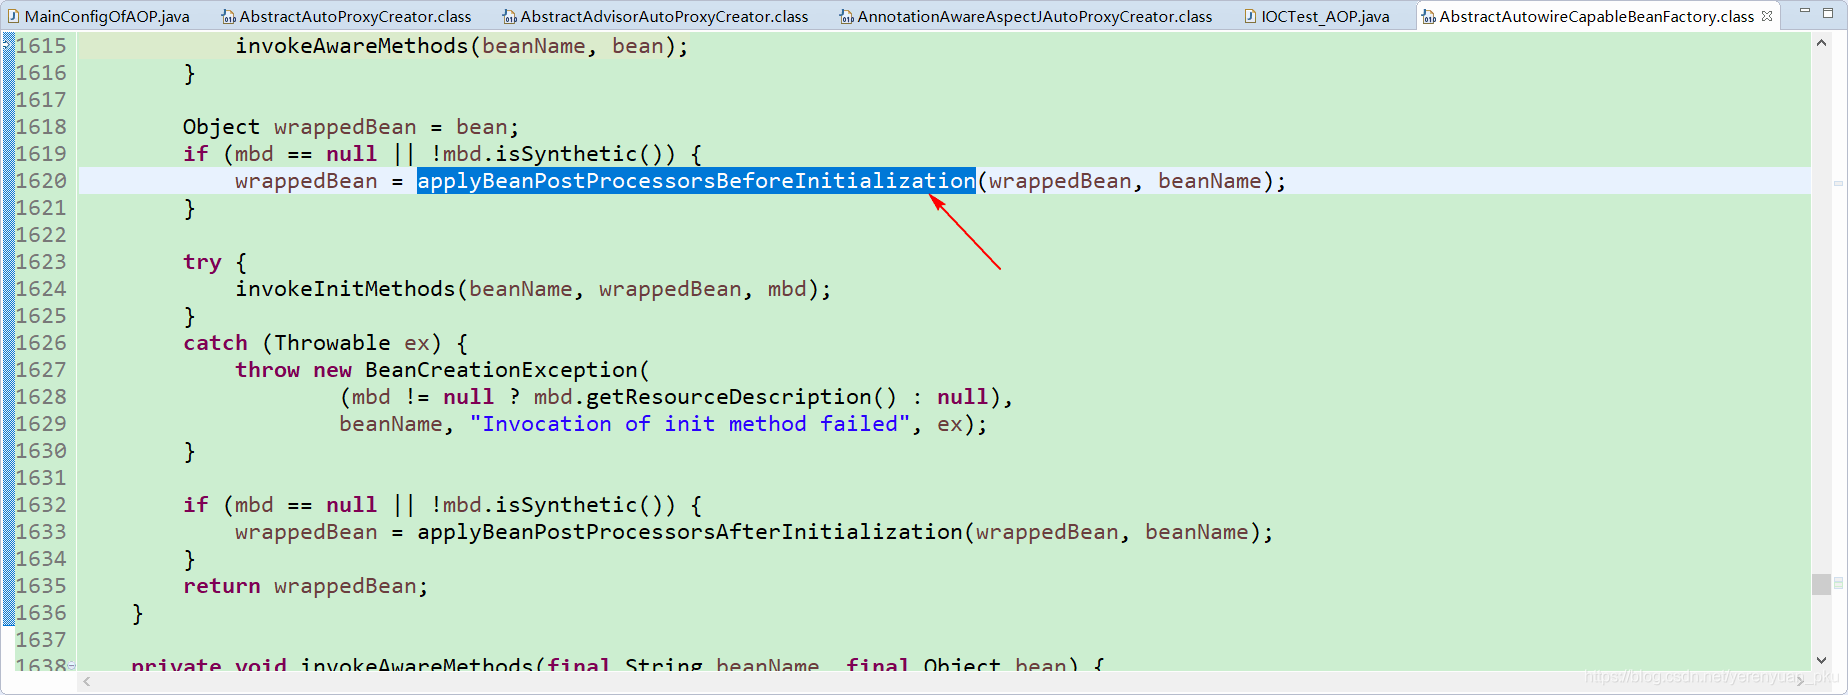 MainConfigOfAOP.java AbstractAutoProxyCreator.class AbstractAdvisorAutoProxyCreator.class AnnotationAwareAspectJAutoProxyCreator.class IOCTest_AOP.java AbstractAutowireCapableBeanFactory.class
1615 invokeAwareMethods(beanName, bean);
1616 }
1617
1618 Object wrappedBean = bean;
1619 if (mbd == null || !mbd.isSynthetic()) {
1620 wrappedBean = applyBeanPostProcessorsBeforeInitialization(wrappedBean, beanName);
1621 }
1622
1623 try {
1624 invokeInitMethods(beanName, wrappedBean, mbd);
1625 }
1626 catch (Throwable ex) {
1627 throw new BeanCreationException(
1628 (mbd != null ? mbd.getResourceDescription() : null),
1629 beanName, "Invocation of init method failed", ex);
1630 }
1631
1632 if (mbd == null || !mbd.isSynthetic()) {
1633 wrappedBean = applyBeanPostProcessorsAfterInitialization(wrappedBean, beanName);
1634 }
1635 return wrappedBean;
1636 }
1637
1638 private void invokeAwareMethods(final String beanName, final Object bean) {
https://blog.csdn.net/yerenyuan_pku